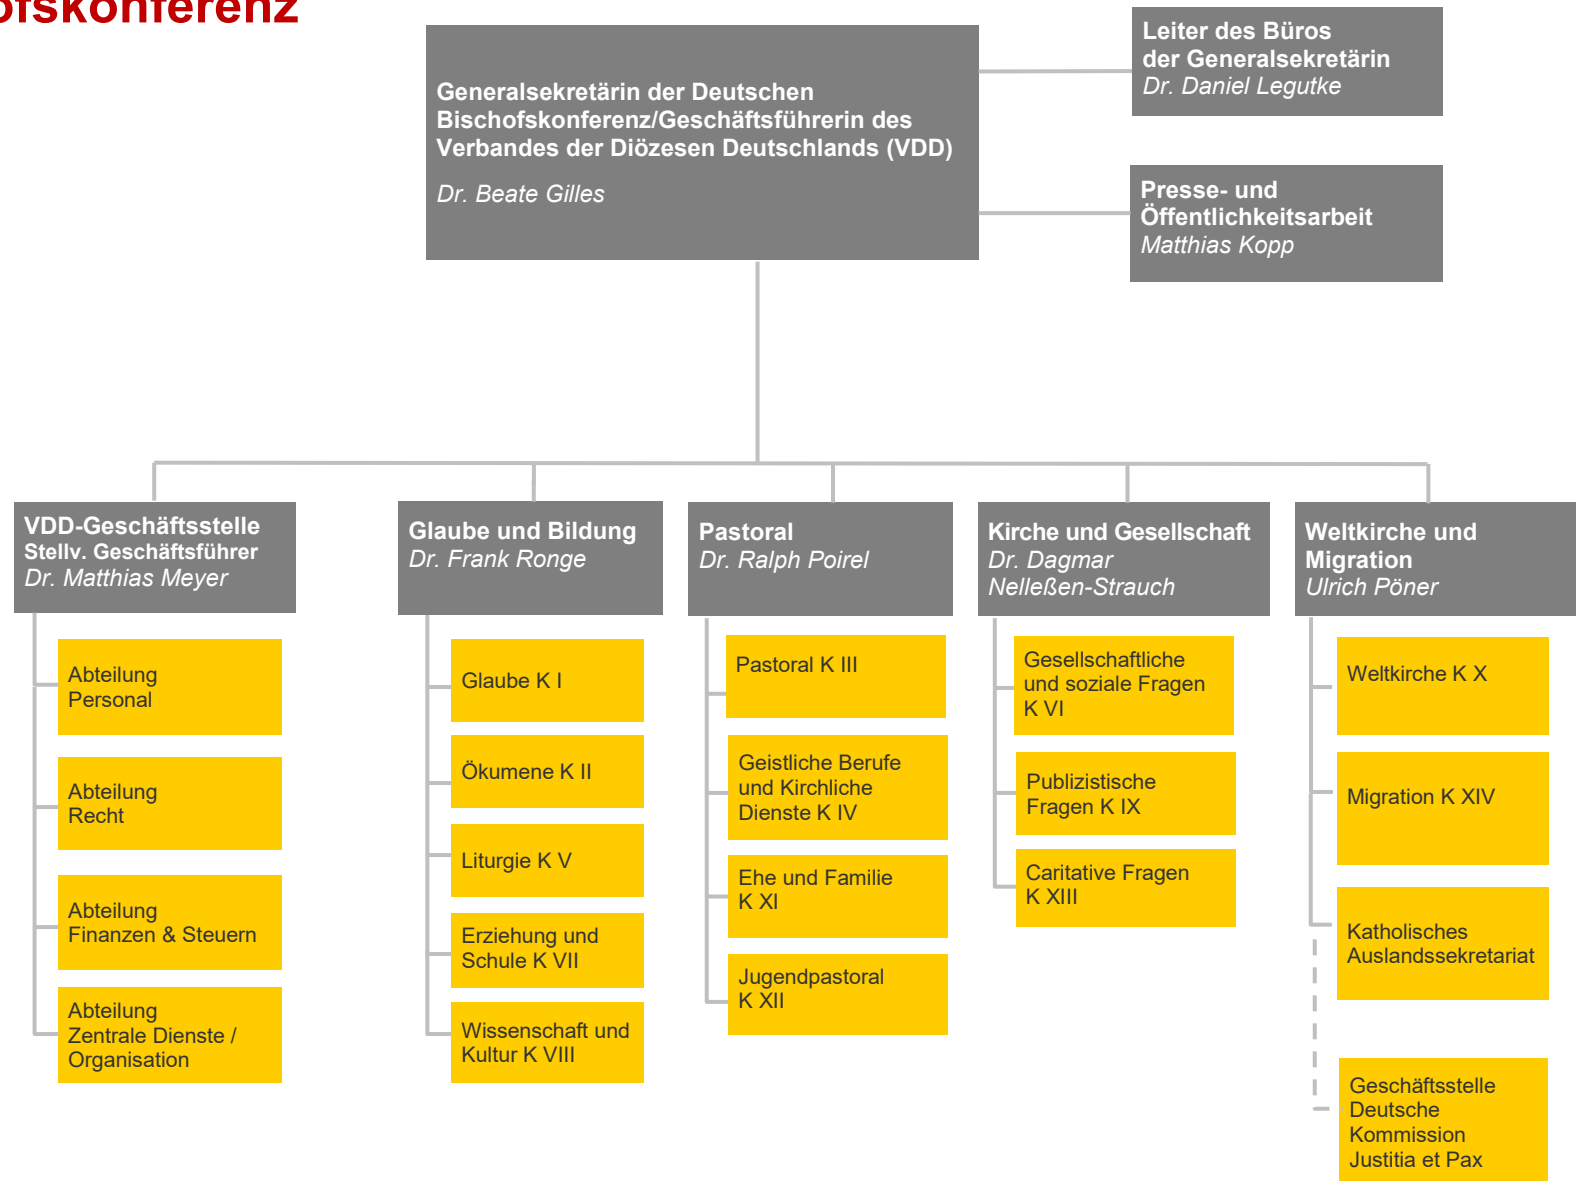 ofskonferenz
Generalsekretärin der Deutschen
Bischofskonferenz/Geschäftsführerin des
Verbandes der Diözesen Deutschlands (VDD)
Dr. Beate Gilles
Leiter des Büros
der Generalsekretärin
Dr. Daniel Legutke
Presse- und
Öffentlichkeitsarbeit
Matthias Kopp
VDD-Geschäftsstelle
Stellv. Geschäftsführer
Dr. Matthias Meyer
Abteilung
Personal
Abteilung
Recht
Abteilung
Finanzen & Steuern
Abteilung
Zentrale Dienste /
Organisation
Glaube und Bildung
Dr. Frank Ronge
Glaube K I
Ökumene K II
Liturgie K V
Erziehung und
Schule K VII
Wissenschaft und
Kultur K VIII
Pastoral
Dr. Ralph Poirel
Pastoral K III
Geistliche Berufe
und Kirchliche
Dienste K IV
Ehe und Familie
K XI
Jugendpastoral
K XII
Kirche und Gesellschaft
Dr. Dagmar
Nelleßen-Strauch
Gesellschaftliche
und soziale Fragen
K VI
Publizistische
Fragen K IX
Caritative Fragen
K XIII
Weltkirche und
Migration
Ulrich Pöner
Weltkirche K X
Migration K XIV
Katholisches
Auslandssekretariat
Geschäftsstelle
Deutsche
Kommission
Justitia et Pax